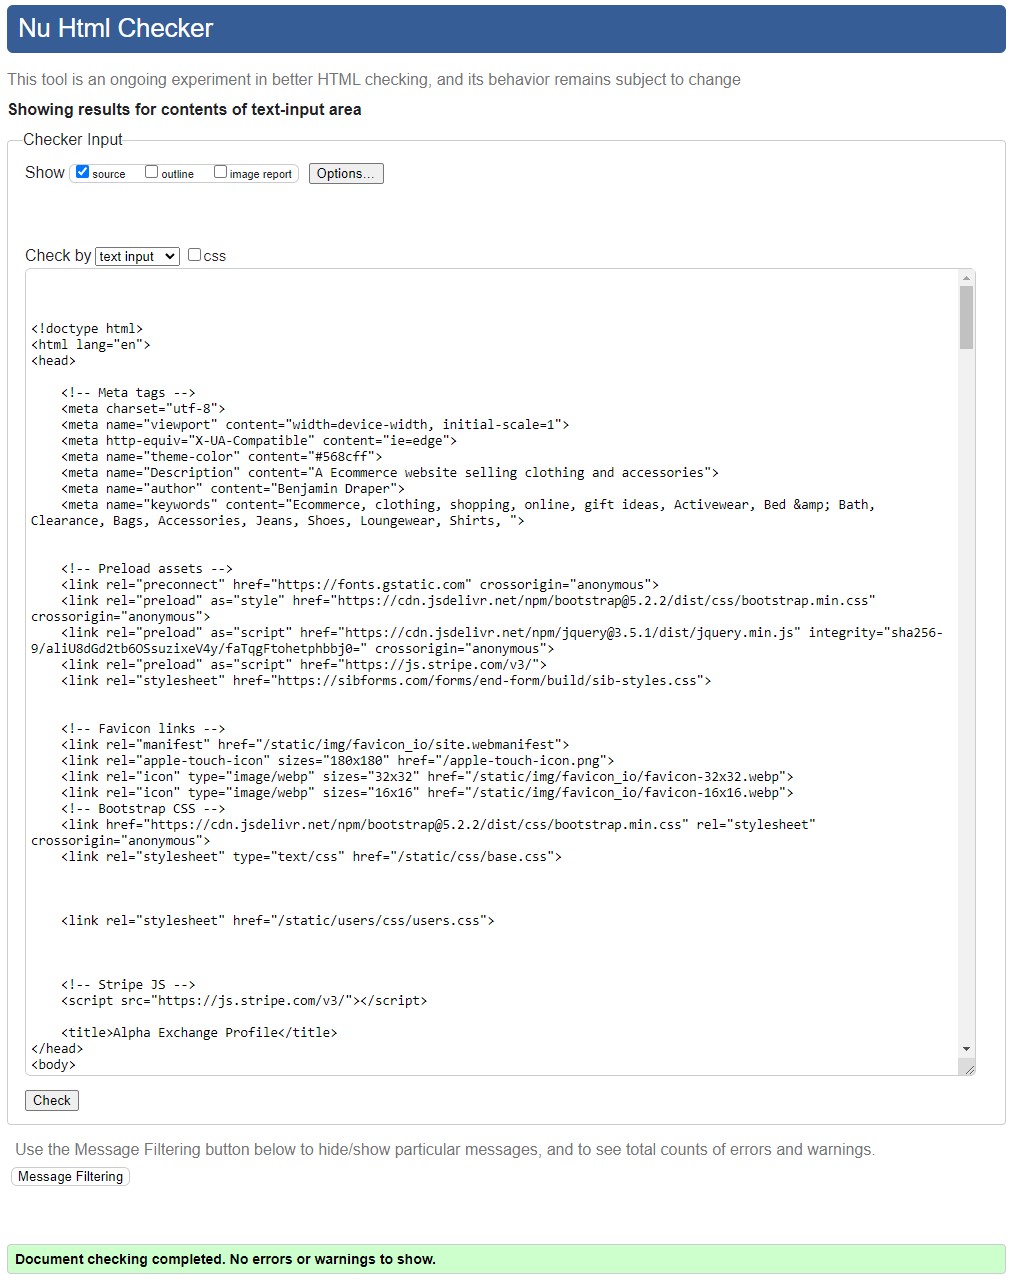 Nu Html Checker
This tool is an ongoing experiment in better HTML checking, and its behavior remains subject to change
Showing results for contents of text-input area
Checker Input
Show source outline image report Options...
Check by text input css
<!doctype html>
<html lang="en">
<head>
<!-- Meta tags -->
<meta charset="utf-8">
<meta name="viewport" content="width=device-width, initial-scale=1">
<meta http-equiv="X-UA-Compatible" content="ie=edge">
<meta name="theme-color" content="#568cff">
<meta name="Description" content="A Ecommerce website selling clothing and accessories">
<meta name="author" content="Benjamin Draper">
<meta name="keywords" content="Ecommerce, clothing, shopping, online, gift ideas, Activewear, Bed &amp; Bath,
Clearance, Bags, Accessories, Jeans, Shoes, Loungewear, Shirts, ">
<!-- Preload assets -->
<link rel="preconnect" href="https://fonts.gstatic.com" crossorigin="anonymous">
<link rel="preload" as="style" href="https://cdn.jsdelivr.net/npm/bootstrap@5.2.2/dist/css/bootstrap.min.css"
crossorigin="anonymous">
<link rel="preload" as="script" href="https://cdn.jsdelivr.net/npm/jquery@3.5.1/dist/jquery.min.js" integrity="sha256-
9/aliU8dGd2tb6OSsuzixeV4y/faTqgFtohetphbbj0=" crossorigin="anonymous">
<link rel="preload" as="script" href="https://js.stripe.com/v3/">
<link rel="stylesheet" href="https://sibforms.com/forms/end-form/build/sib-styles.css">
<!-- Favicon links -->
<link rel="manifest" href="/static/img/favicon_io/site.webmanifest">
<link rel="apple-touch-icon" sizes="180x180" href="/apple-touch-icon.png">
<link rel="icon" type="image/webp" sizes="32x32" href="/static/img/favicon_io/favicon-32x32.webp">
<link rel="icon" type="image/webp" sizes="16x16" href="/static/img/favicon_io/favicon-16x16.webp">
<!-- Bootstrap CSS -->
<link href="https://cdn.jsdelivr.net/npm/bootstrap@5.2.2/dist/css/bootstrap.min.css" rel="stylesheet"
crossorigin="anonymous">
<link rel="stylesheet" type="text/css" href="/static/css/base.css">
<link rel="stylesheet" href="/static/users/css/users.css">
<!-- Stripe JS -->
<script src="https://js.stripe.com/v3/"></script>
<title>Alpha Exchange Profile</title>
</head>
<body>
Check
Use the Message Filtering button below to hide/show particular messages, and to see total counts of errors and warnings.
Message Filtering
Document checking completed. No errors or warnings to show.